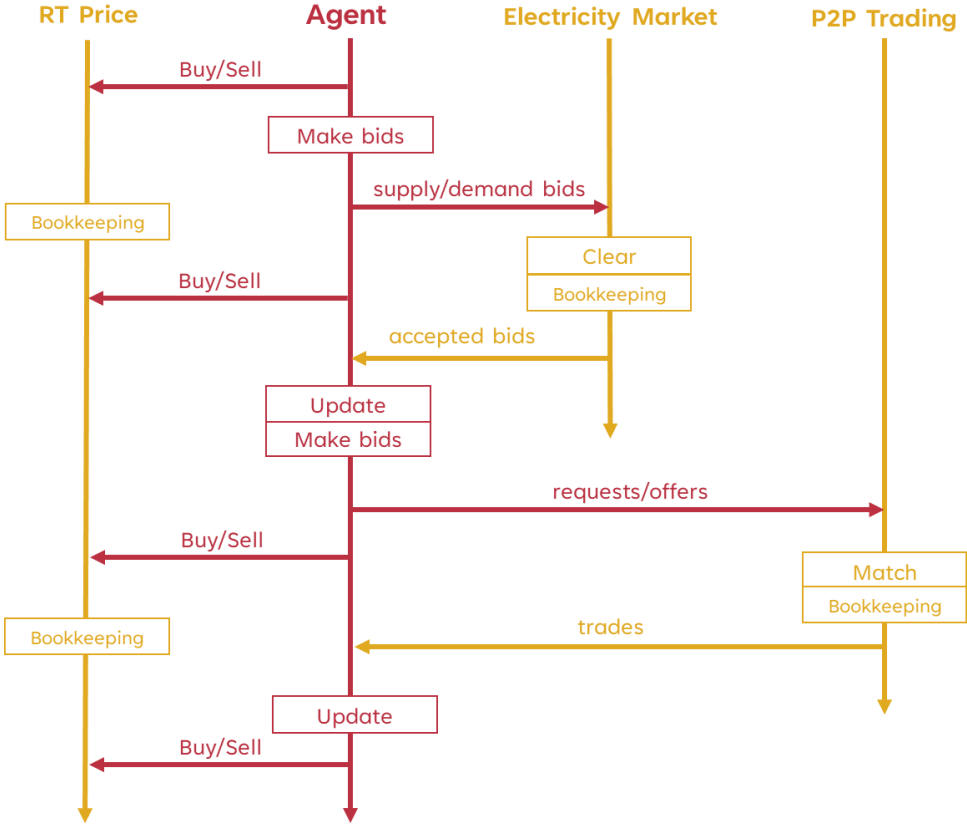 RT Price
Agent
Electricity Market
P2P Trading
Buy/Sell
Make bids
supply/demand bids
Bookkeeping
Clear
Bookkeeping
Buy/Sell
accepted bids
Update
Make bids
requests/offers
Buy/Sell
Match
Bookkeeping
Bookkeeping
trades
Update
Buy/Sell